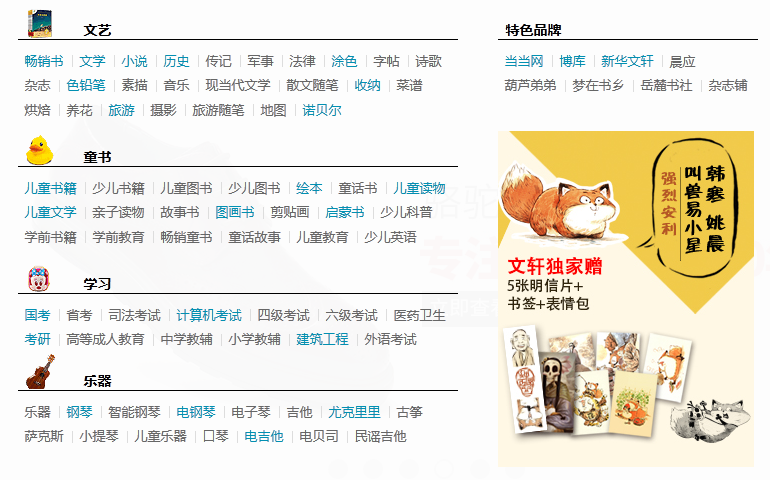 文艺
畅销书 文学 小说 历史 传记 军事 法律 涂色 字帖 诗歌
杂志 色铅笔 素描 音乐 现当代文学 散文随笔 收纳 菜谱
烘焙 养花 旅游 摄影 旅游随笔 地图 诺贝尔
童书
儿童书籍 少儿书籍 儿童图书 少儿图书 绘本 童话书 儿童读物
儿童文学 亲子读物 故事书 图画书 剪贴画 启蒙书 少儿科普
学前书籍 学前教育 畅销童书 童话故事 儿童教育 少儿英语
学习
国考 省考 司法考试 计算机考试 四级考试 六级考试 医药卫生
考研 高等成人教育 中学教辅 小学教辅 建筑工程 外语考试
乐器
乐器 钢琴 智能钢琴 电钢琴 电子琴 吉他 尤克里里 古筝
萨克斯 小提琴 儿童乐器 口琴 电吉他 电贝司 民谣吉他
特色品牌
当当网 博库 新华文轩 晨应
葫芦弟弟 梦在书乡 岳麓书社 杂志铺
韩寒 姚晨
叫兽易小星
强烈安利
文轩独家赠
5张明信片+
书签+表情包